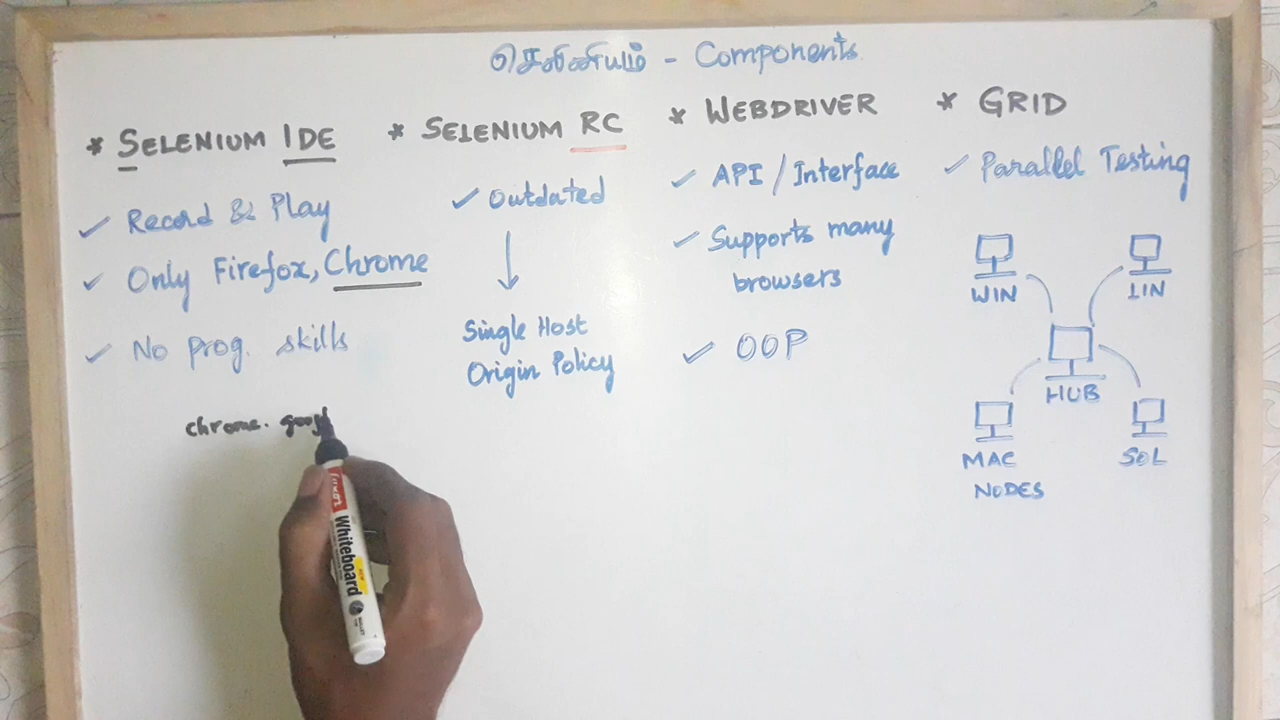 செலினியம் - Components
* SELENIUM IDE
✓ Record & Play
✓ Only Firefox, Chrome
✓ No prog. skills
chrome. goog
* SELENIUM RC
✓ Outdated
Single Host
Origin Policy
* WEBDRIVER
✓ API / Interface
✓ Supports many
browsers
✓ OOP
* GRID
✓ Parallel Testing
WIN
LIN
HUB
MAC
SOL
NODES
Whiteboard